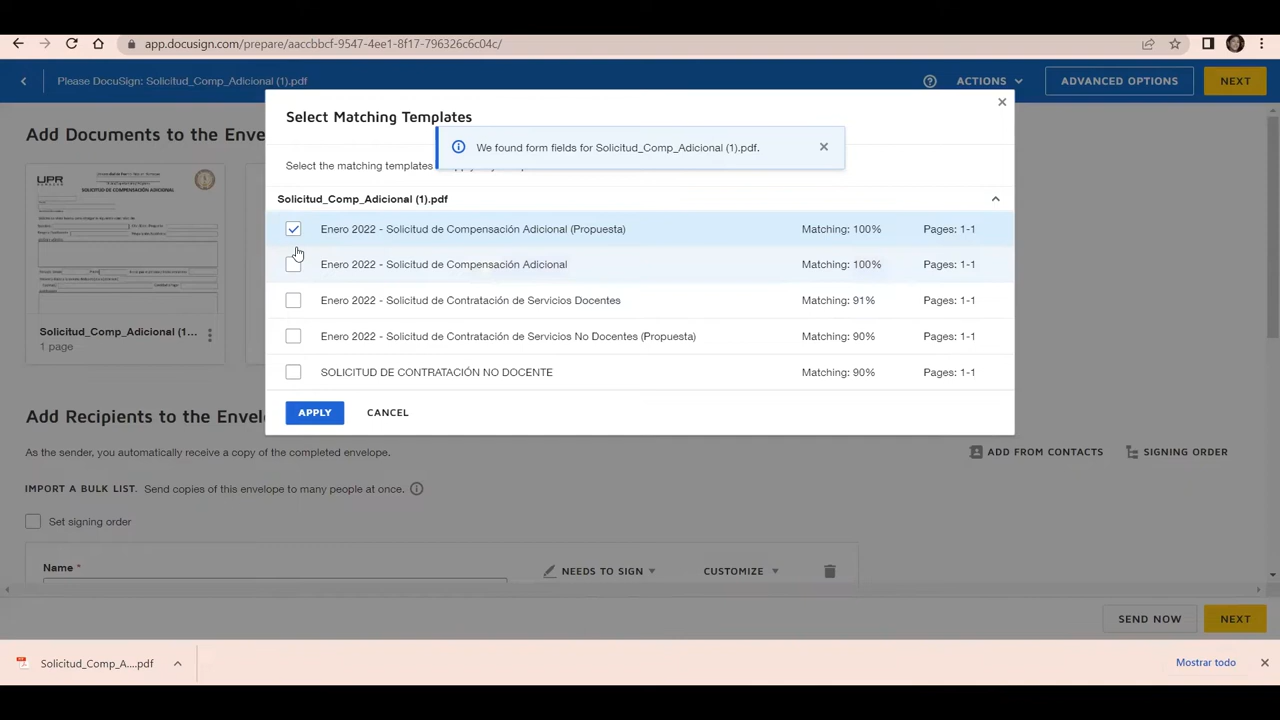 app.docusign.com/prepare/aaccbbcf-9547-4ee1-8f17-796326c6c04c/
Please DocuSign: Solicitud_Comp_Adicional (1).pdf
ACTIONS
ADVANCED OPTIONS
NEXT
Select Matching Templates
Add Documents to the Enve
We found form fields for Solicitud_Comp_Adicional (1).pdf.
Select the matching templates
Solicitud_Comp_Adicional (1).pdf
UPR
SOLICITUD DE COMPENSACIÓN ADICIONAL
Enero 2022 - Solicitud de Compensación Adicional (Propuesta) Matching: 100% Pages: 1-1
Enero 2022 - Solicitud de Compensación Adicional Matching: 100% Pages: 1-1
Enero 2022 - Solicitud de Contratación de Servicios Docentes Matching: 91% Pages: 1-1
Enero 2022 - Solicitud de Contratación de Servicios No Docentes (Propuesta) Matching: 90% Pages: 1-1
SOLICITUD DE CONTRATACIÓN NO DOCENTE Matching: 90% Pages: 1-1
Solicitud_Comp_Adicional (1...
1 page
APPLY CANCEL
Add Recipients to the Envelo
As the sender, you automatically receive a copy of the completed envelope.
ADD FROM CONTACTS
SIGNING ORDER
IMPORT A BULK LIST. Send copies of this envelope to many people at once.
Set signing order
Name *
NEEDS TO SIGN
CUSTOMIZE
SEND NOW
NEXT
Solicitud_Comp_A....pdf
Mostrar todo